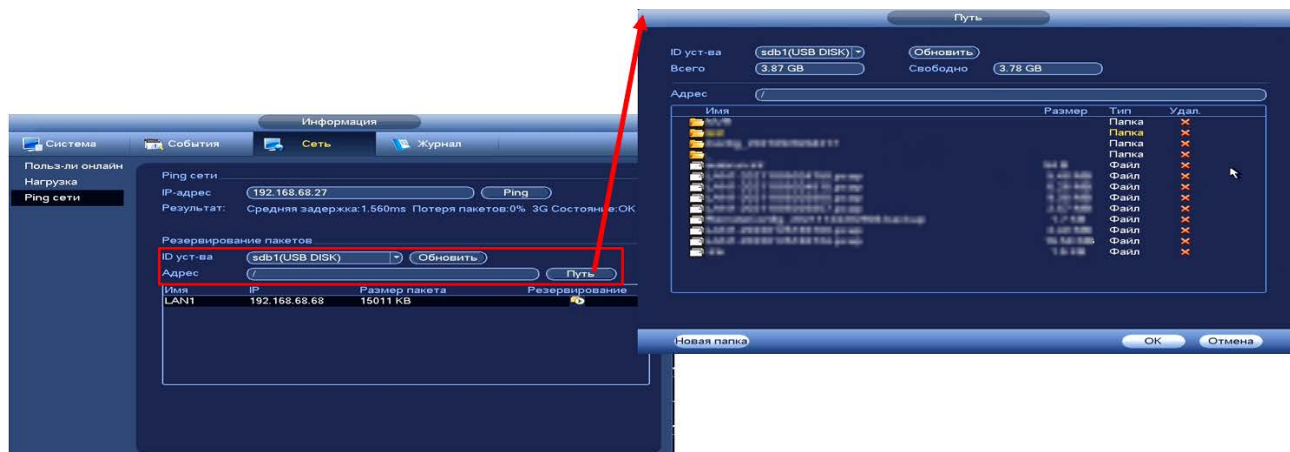 Информация
Система
События
Сеть
Журнал
Польз-ли онлайн
Нагрузка
Ping сети
Ping сети
IP-адрес 192.168.68.27 Ping
Результат: Средняя задержка:1.560ms Потеря пакетов:0% 3G Состояние:OK
Резервирование пакетов
ID уст-ва sdb1(USB DISK) Обновить
Адрес / Путь
Имя IP Размер пакета Резервирование
LAN1 192.168.68.68 15011 KB
Путь
ID уст-ва sdb1(USB DISK) Обновить
Всего 3.87 GB Свободно 3.78 GB
Адрес /
Имя Размер Тип Удал.
Папка
Папка
Папка
Папка
Файл
Файл
Файл
Файл
Файл
Файл
Файл
Файл
Файл
Новая папка OK Отмена